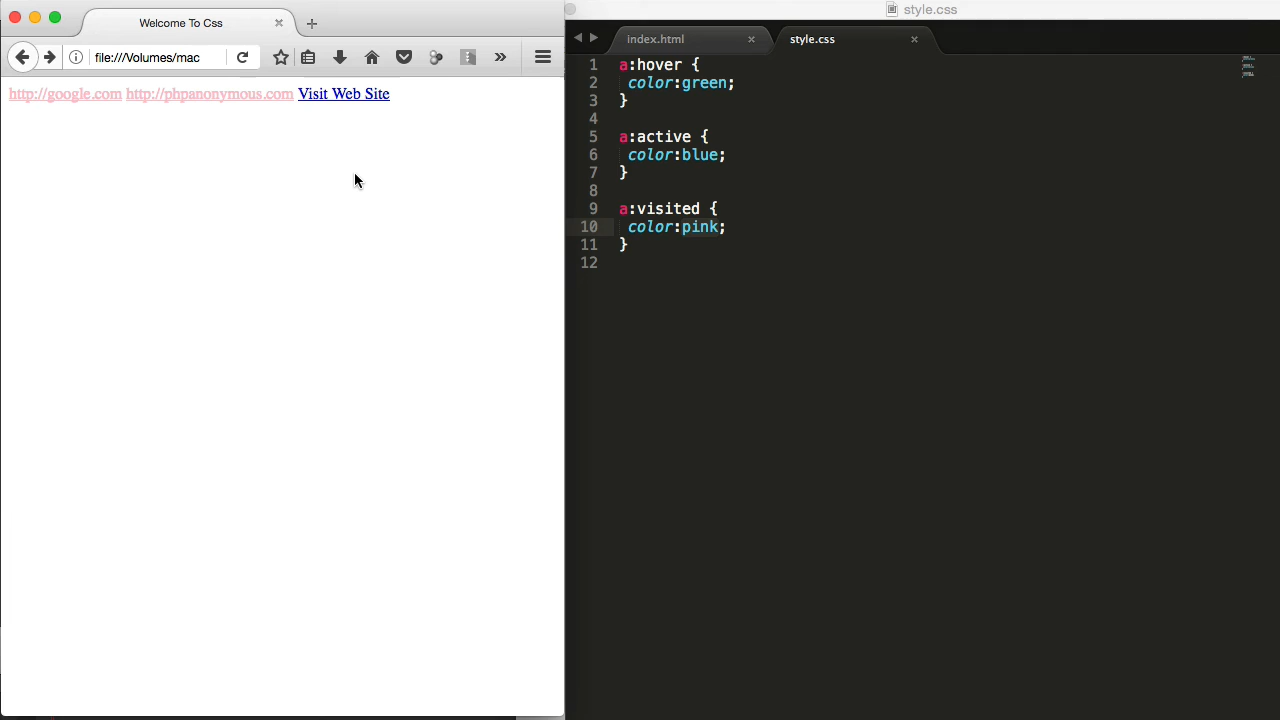 Welcome To Css
file:///Volumes/mac
http://google.com http://phpanonymous.com Visit Web Site
style.css
index.html
style.css
1 a:hover {
2 color:green;
3 }
4
5 a:active {
6 color:blue;
7 }
8
9 a:visited {
10 color:pink;
11 }
12